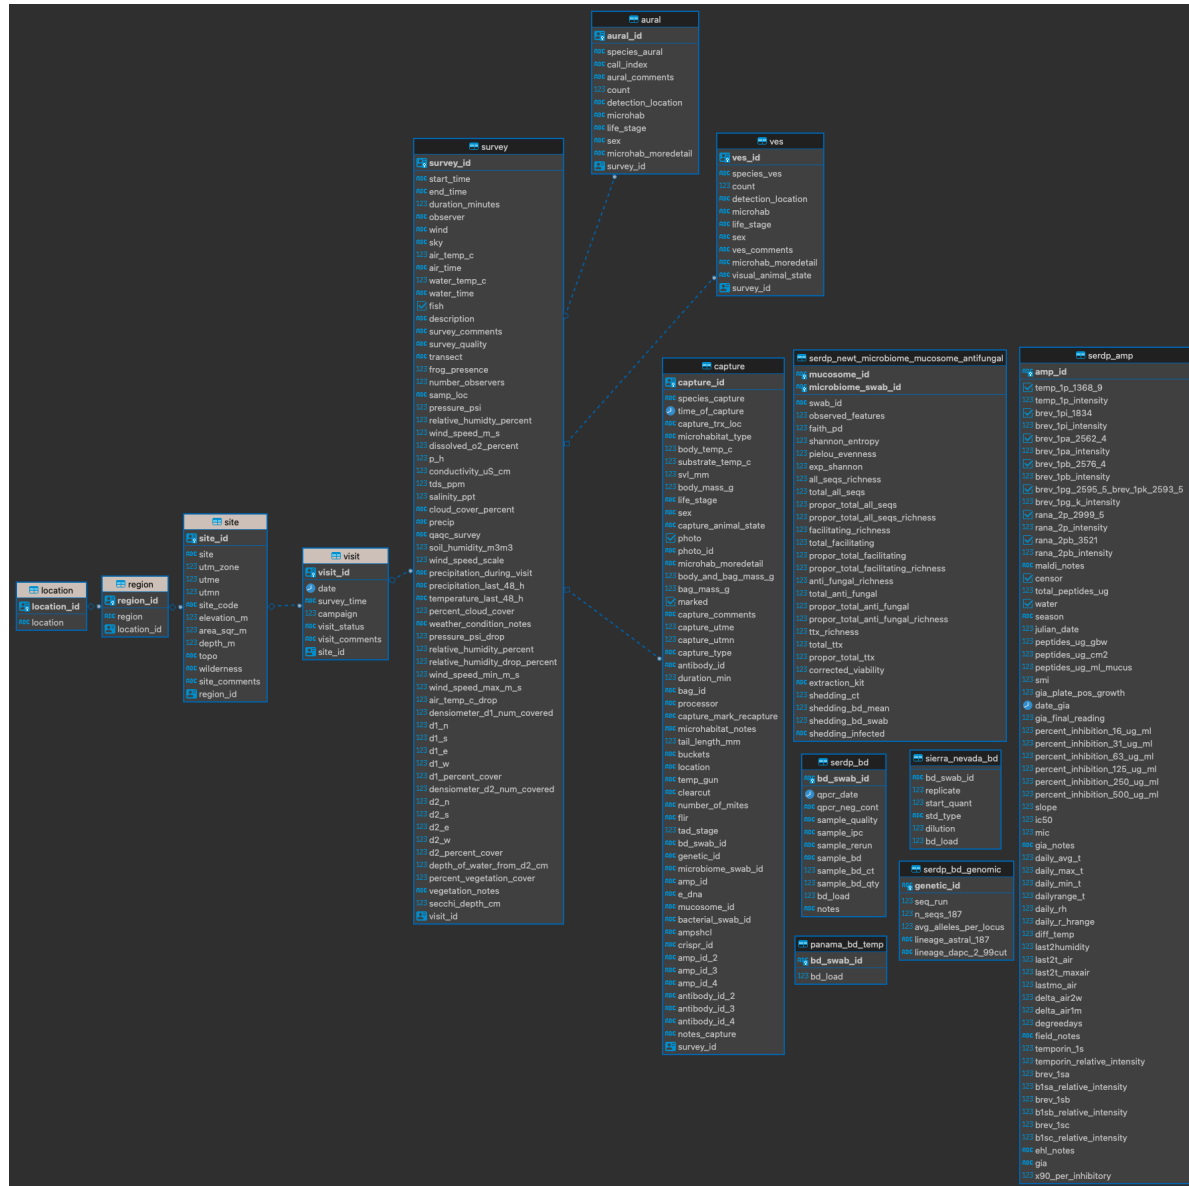 aural
aural_id
species_aural
call_index
aural_comments
count
detection_location
microhab
life_stage
sex
microhab_moredetail
survey_id
ves
ves_id
species_ves
count
detection_location
microhab
life_stage
sex
ves_comments
microhab_moredetail
visual_animal_state
survey_id
survey
survey_id
start_time
end_time
duration_minutes
observer
wind
sky
air_temp_c
air_time
water_temp_c
water_time
fish
description
survey_comments
survey_quality
transect
frog_presence
number_observers
samp_loc
pressure_psi
relative_humidty_percent
wind_speed_m_s
dissolved_o2_percent
p_h
conductivity_uS_cm
tds_ppm
salinity_ppt
cloud_cover_percent
precip
qaqc_survey
soil_humidity_m3m3
wind_speed_scale
precipitation_during_visit
precipitation_last_48_h
temperature_last_48_h
percent_cloud_cover
weather_condition_notes
pressure_psi_drop
relative_humidity_percent
relative_humidity_drop_percent
wind_speed_min_m_s
wind_speed_max_m_s
air_temp_c_drop
densiometer_d1_num_covered
d1_n
d1_s
d1_e
d1_w
d1_percent_cover
densiometer_d2_num_covered
d2_n
d2_s
d2_e
d2_w
d2_percent_cover
depth_of_water_from_d2_cm
percent_vegetation_cover
vegetation_notes
secchi_depth_cm
visit_id
location
location_id
location
region
region_id
region
location_id
site
site_id
site
utm_zone
utme
utmn
site_code
elevation_m
area_sqr_m
depth_m
topo
wilderness
site_comments
region_id
visit
visit_id
date
survey_time
campaign
visit_status
visit_comments
site_id
capture
capture_id
species_capture
time_of_capture
capture_trx_loc
microhabitat_type
body_temp_c
substrate_temp_c
svl_mm
body_mass_g
life_stage
sex
capture_animal_state
photo
photo_id
microhab_moredetail
body_and_bag_mass_g
bag_mass_g
marked
capture_comments
capture_utme
capture_utmn
capture_type
antibody_id
duration_min
bag_id
processor
capture_mark_recapture
microhabitat_notes
tail_length_mm
buckets
location
temp_gun
clearcut
number_of_mites
flir
tad_stage
bd_swab_id
genetic_id
microbiome_swab_id
amp_id
e_dna
mucosome_id
bacterial_swab_id
ampshcl
crispr_id
amp_id_2
amp_id_3
amp_id_4
antibody_id_2
antibody_id_3
antibody_id_4
notes_capture
survey_id
serdp_newt_microbiome_mucosome_antifungal
mucosome_id
microbiome_swab_id
swab_id
observed_features
faith_pd
shannon_entropy
pielou_evenness
exp_shannon
all_seqs_richness
total_all_seqs
propor_total_all_seqs
propor_total_all_seqs_richness
facilitating_richness
total_facilitating
propor_total_facilitating
propor_total_facilitating_richness
anti_fungal_richness
total_anti_fungal
propor_total_anti_fungal
propor_total_anti_fungal_richness
ttx_richness
total_ttx
propor_total_ttx
corrected_viability
extraction_kit
shedding_ct
shedding_bd_mean
shedding_bd_swab
shedding_infected
serdp_bd
bd_swab_id
qpcr_date
qpcr_neg_cont
sample_quality
sample_ipc
sample_rerun
sample_bd
sample_bd_ct
sample_bd_qty
bd_load
notes
sierra_nevada_bd
bd_swab_id
replicate
start_quant
std_type
dilution
bd_load
serdp_bd_genomic
genetic_id
seq_run
n_seqs_187
avg_alleles_per_locus
lineage_astral_187
lineage_dapc_2_99cut
panama_bd_temp
bd_swab_id
bd_load
serdp_amp
amp_id
temp_1p_1368_9
temp_1p_intensity
brev_1pi_1834
brev_1pi_intensity
brev_1pa_2562_4
brev_1pa_intensity
brev_1pb_2576_4
brev_1pb_intensity
brev_1pg_2595_5_brev_1pk_2593_5
brev_1pg_k_intensity
rana_2p_2999_5
rana_2p_intensity
rana_2pb_3521
rana_2pb_intensity
maldi_notes
censor
total_peptides_ug
water
season
julian_date
peptides_ug_gbw
peptides_ug_cm2
peptides_ug_ml_mucus
smi
gia_plate_pos_growth
date_gia
gia_final_reading
percent_inhibition_16_ug_ml
percent_inhibition_31_ug_ml
percent_inhibition_63_ug_ml
percent_inhibition_125_ug_ml
percent_inhibition_250_ug_ml
percent_inhibition_500_ug_ml
slope
ic50
mic
gia_notes
daily_avg_t
daily_max_t
daily_min_t
dailyrange_t
daily_rh
daily_r_hrange
diff_temp
last2humidity
last2t_air
last2t_maxair
lastmo_air
delta_air2w
delta_air1m
degreedays
field_notes
temporin_1s
temporin_relative_intensity
brev_1sa
b1sa_relative_intensity
brev_1sb
b1sb_relative_intensity
brev_1sc
b1sc_relative_intensity
ehl_notes
gia
x90_per_inhibitory